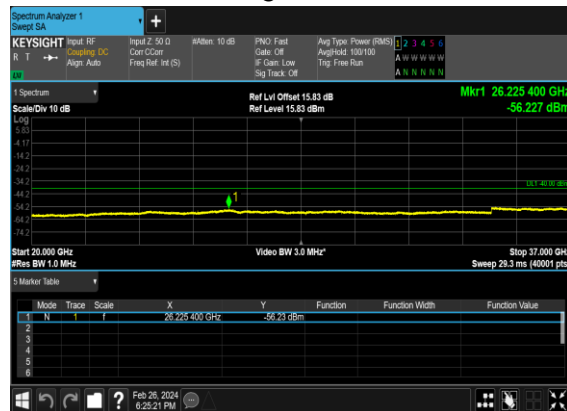 Spectrum Analyzer 1
Swept SA
KEYSIGHT Input: RF Input Z: 50 Ω #Atten: 10 dB PNO: Fast Avg Type: Power (RMS) 1 2 3 4 5 6
R T Coupling: DC Corr CCorr Gate: Off Avg|Hold: 100/100 A W W W W W
Align: Auto Freq Ref: Int (S) IF Gain: Low Trig: Free Run
LXI Sig Track: Off A N N N N N
1 Spectrum Ref Lvl Offset 15.83 dB Mkr1 26.225 400 GHz
Scale/Div 10 dB Ref Level 15.83 dBm -56.227 dBm
Log
5.83
-4.17
-14.2
-24.2
-34.2
DL1 -40.00 dBm
-44.2
1
-54.2
-64.2
-74.2
Start 20.000 GHz Video BW 3.0 MHz* Stop 37.000 GHz
#Res BW 1.0 MHz Sweep 29.3 ms (40001 pts)
5 Marker Table
Mode Trace Scale X Y Function Function Width Function Value
1 N 1 f 26.225 400 GHz -56.23 dBm
2
3
4
5
6
? Feb 26, 2024
6:25:21 PM